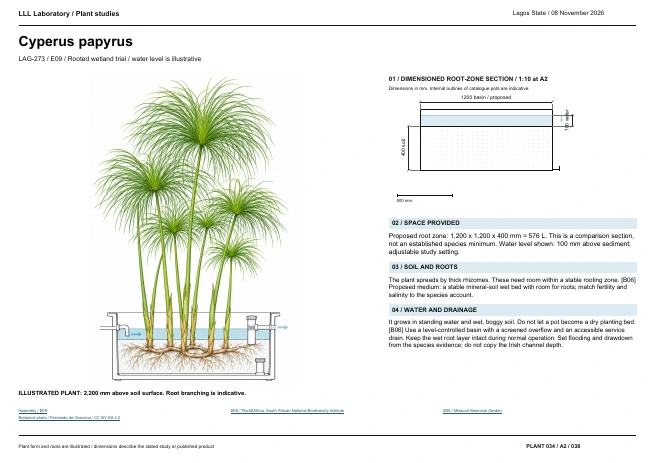 LLL Laboratory / Plant studies
Lagos State / 08 November 2026
Cyperus papyrus
LAG-273 / E09 / Rooted wetland trial / water level is illustrative
01 / DIMENSIONED ROOT-ZONE SECTION / 1:10 at A2
Dimensions in mm. Internal outlines of catalogue pots are indicative.
1200 basin / proposed
100 water
400 soil
500 mm
02 / SPACE PROVIDED
Proposed root zone: 1,200 x 1,200 x 400 mm = 576 L. This is a comparison section,
not an established species minimum. Water level shown: 100 mm above sediment;
adjustable study setting.
03 / SOIL AND ROOTS
The plant spreads by thick rhizomes. These need room within a stable rooting zone. [B06]
Proposed medium: a stable mineral-soil wet bed with room for roots; match fertility and
salinity to the species account.
04 / WATER AND DRAINAGE
It grows in standing water and wet, boggy soil. Do not let a pot become a dry planting bed.
[B06] Use a level-controlled basin with a screened overflow and an accessible service
drain. Keep the wet root layer intact during normal operation. Set flooding and drawdown
from the species evidence; do not copy the Irish channel depth.
ILLUSTRATED PLANT: 2,200 mm above soil surface. Root branching is indicative.
Assembly / E09
/ PlantZAfrica, South African National Biodiversity Institute
/ Missouri Botanical Garden
Botanical photo / Fernando de / CC BY-SA 4.0
Plant form and roots are illustrated / dimensions describe the stated study or published product
PLANT 034 / A2 / 038